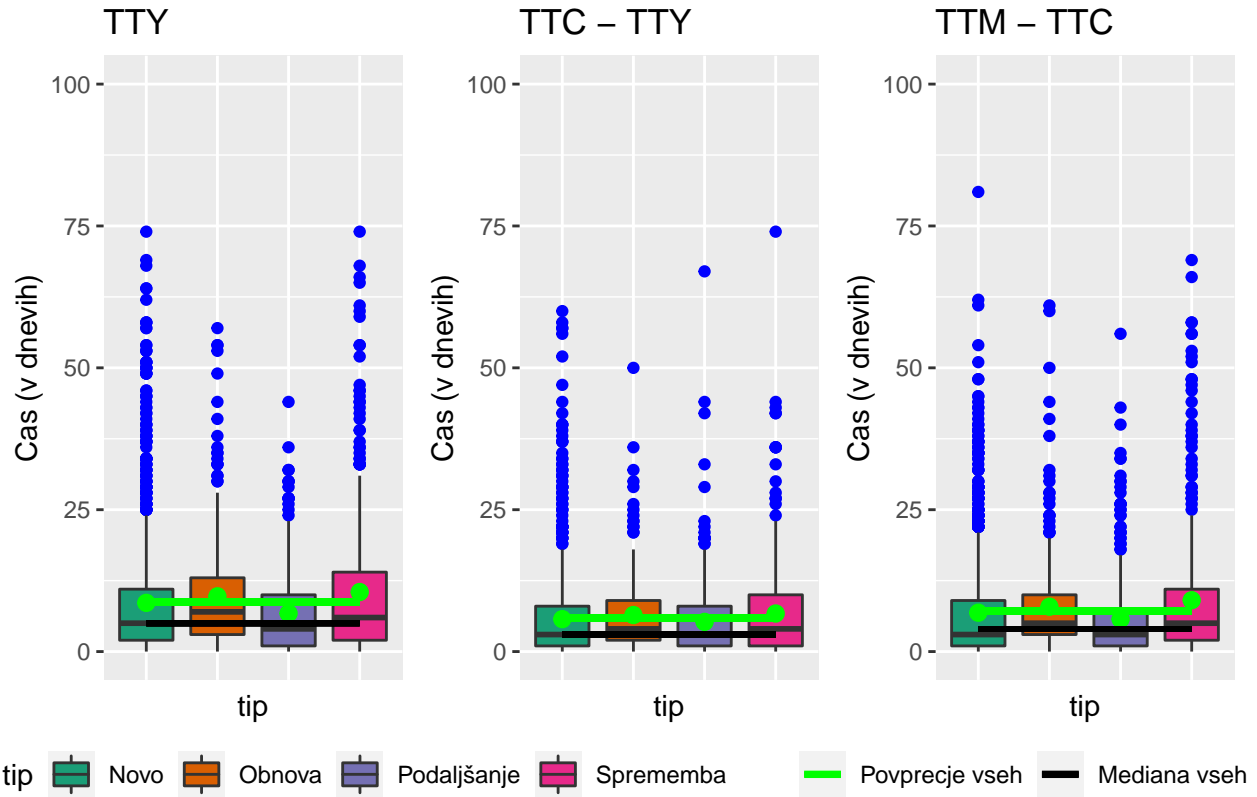 TTY
TTC – TTY
TTM – TTC
Cas (v dnevih)
100
75
50
25
0
tip
Cas (v dnevih)
100
75
50
25
0
tip
Cas (v dnevih)
100
75
50
25
0
tip
tip Novo Obnova Podaljšanje Sprememba Povprecje vseh Mediana vseh